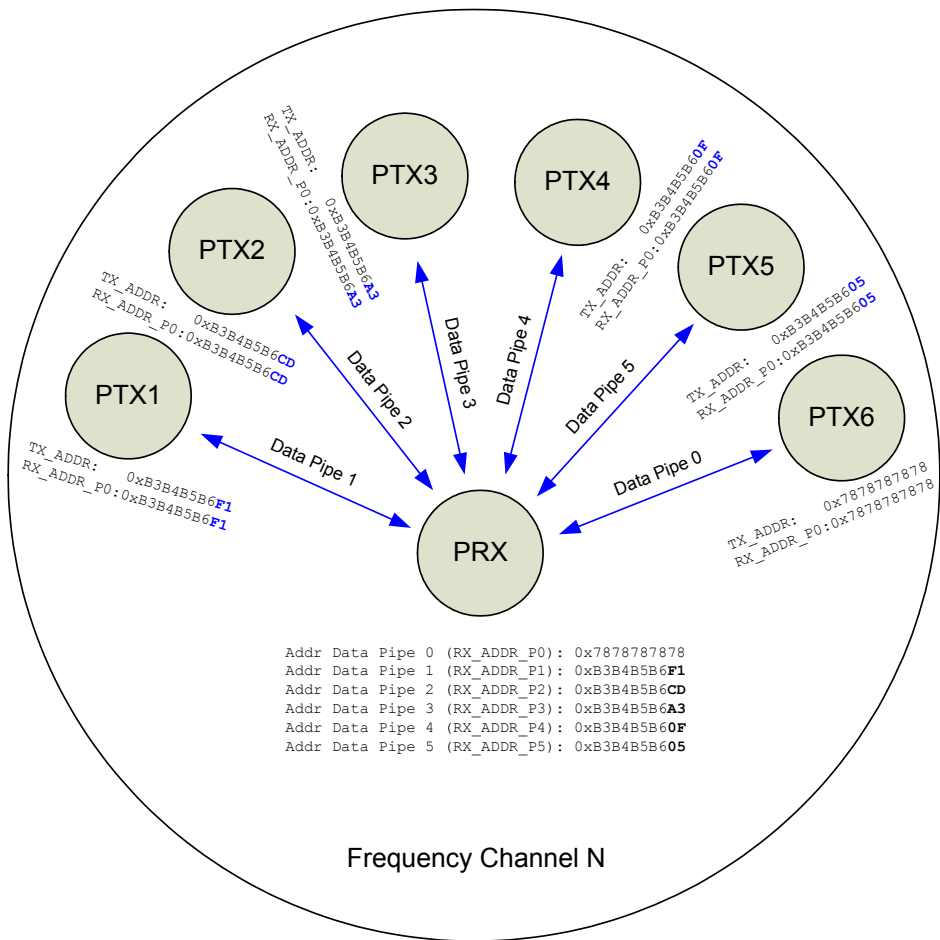 PTX3
PTX4
PTX2
PTX5
PTX1
PTX6
TX_ADDR: 0xB3B4B5B6A3
RX_ADDR_P0:0xB3B4B5B6A3
TX_ADDR: 0xB3B4B5B60F
RX_ADDR_P0:0xB3B4B5B60F
TX_ADDR: 0xB3B4B5B6CD
RX_ADDR_P0:0xB3B4B5B6CD
TX_ADDR: 0xB3B4B5B605
RX_ADDR_P0:0xB3B4B5B605
TX_ADDR: 0xB3B4B5B6F1
RX_ADDR_P0:0xB3B4B5B6F1
TX_ADDR: 0x7878787878
RX_ADDR_P0:0x7878787878
Data Pipe 1
Data Pipe 2
Data Pipe 3
Data Pipe 4
Data Pipe 5
Data Pipe 0
PRX
Addr Data Pipe 0 (RX_ADDR_P0): 0x7878787878
Addr Data Pipe 1 (RX_ADDR_P1): 0xB3B4B5B6F1
Addr Data Pipe 2 (RX_ADDR_P2): 0xB3B4B5B6CD
Addr Data Pipe 3 (RX_ADDR_P3): 0xB3B4B5B6A3
Addr Data Pipe 4 (RX_ADDR_P4): 0xB3B4B5B60F
Addr Data Pipe 5 (RX_ADDR_P5): 0xB3B4B5B605
Frequency Channel N